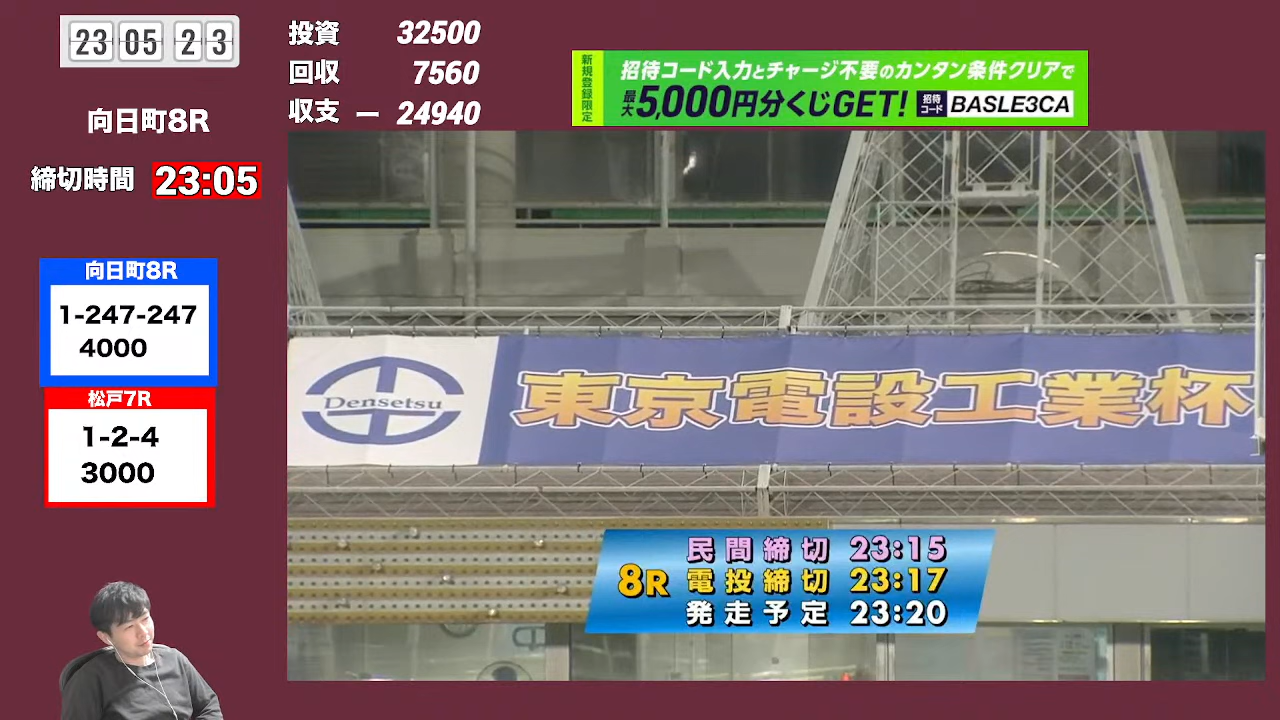 23 05 23
投資 32500
回収 7560
収支 － 24940
新規登録限定
招待コード入力とチャージ不要のカンタン条件クリアで
最大5,000円分くじGET! 招待コード BASLE3CA
向日町8R
締切時間 23:05
向日町8R
1-247-247
4000
松戸7R
1-2-4
3000
Densetsu
東京電設工業杯
8R
民間締切 23:15
電投締切 23:17
発走予定 23:20